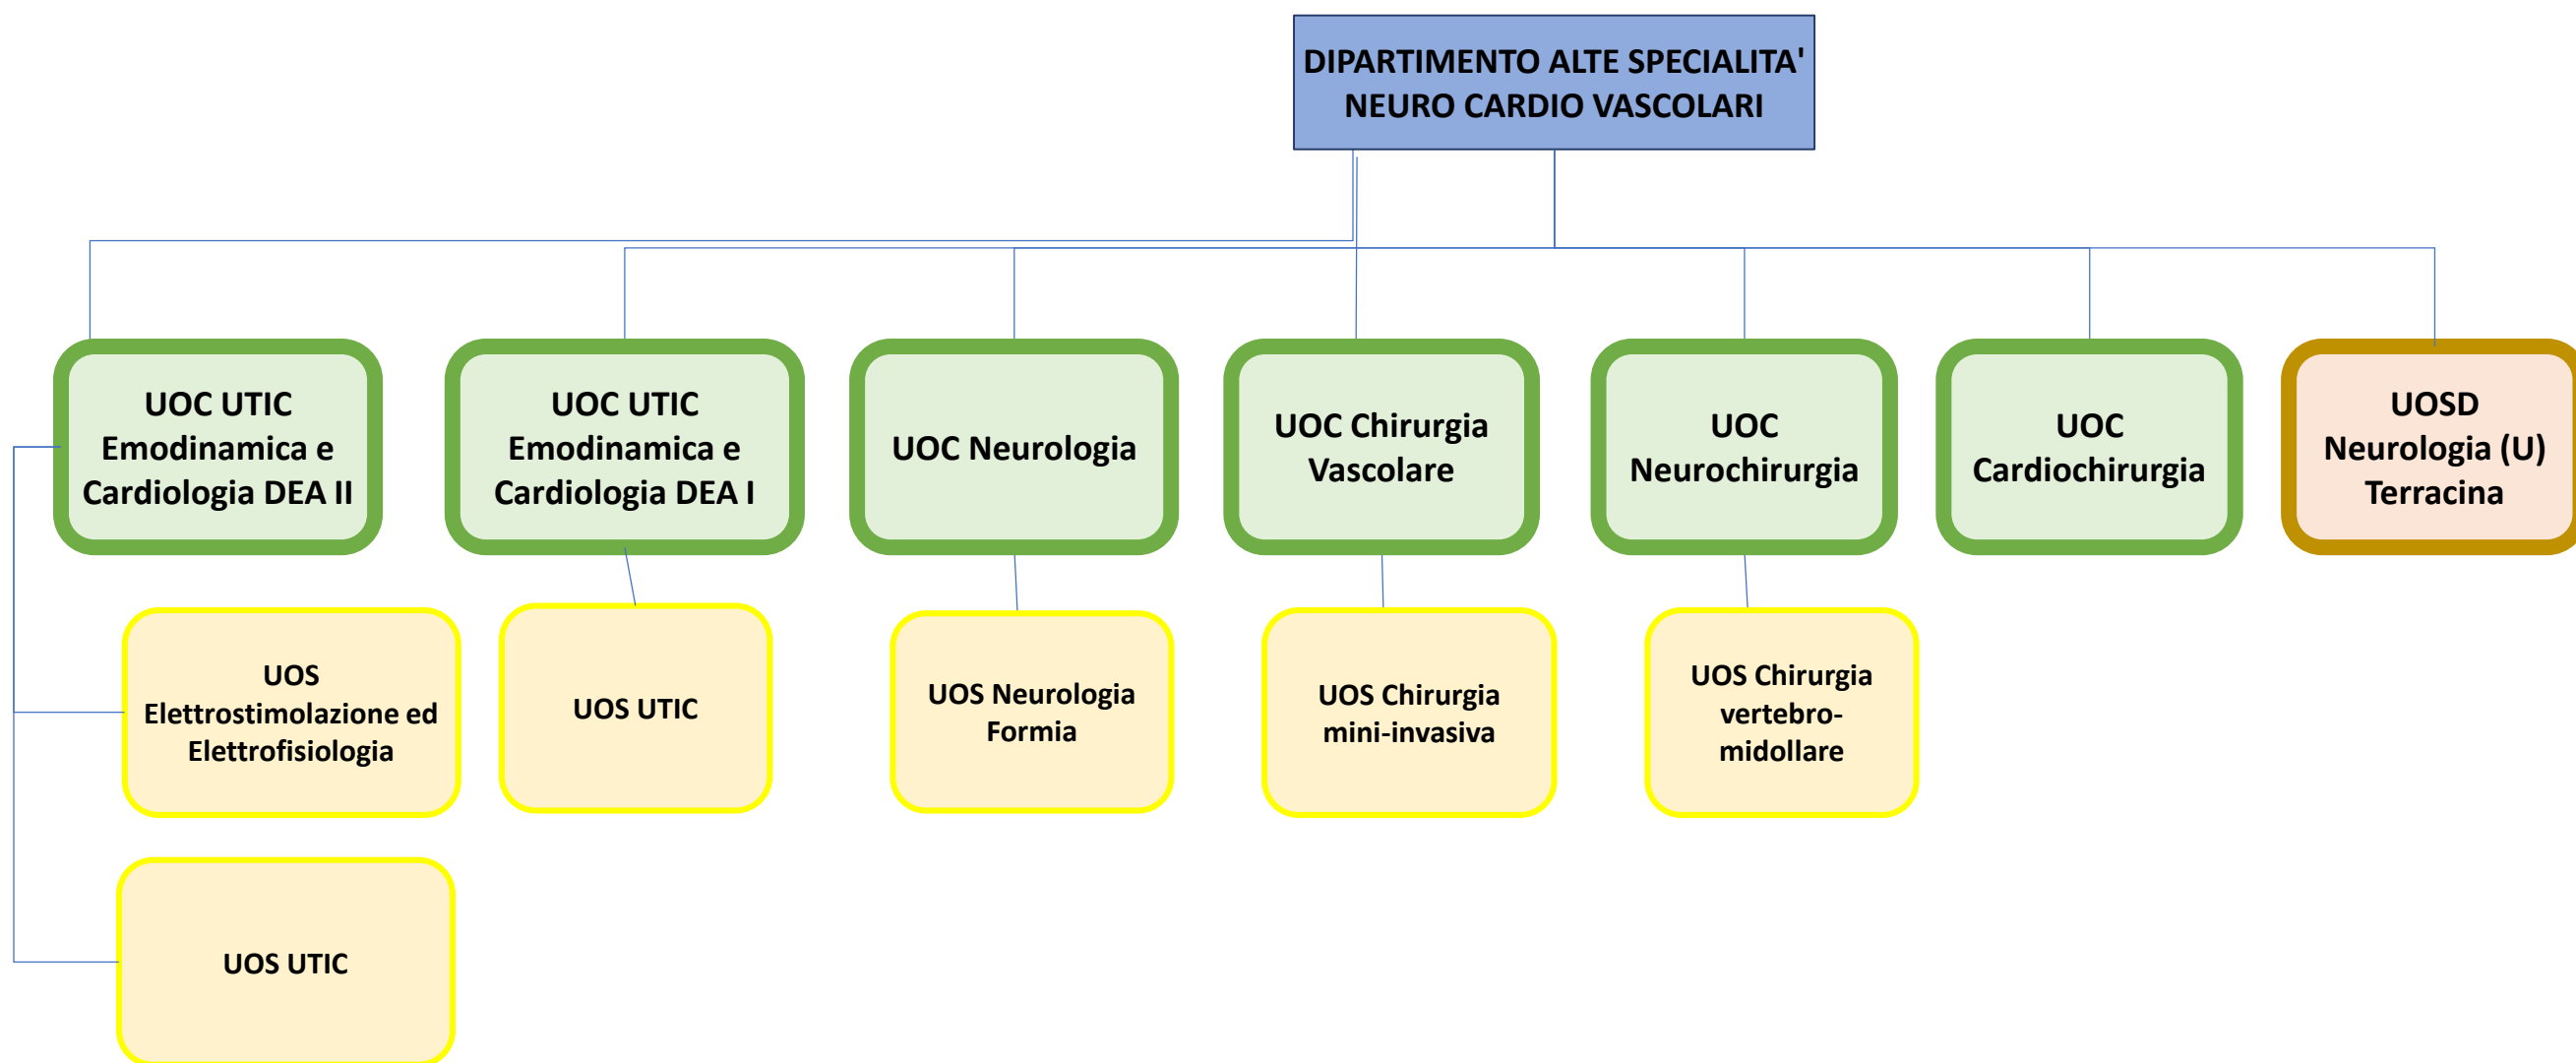 DIPARTIMENTO ALTE SPECIALITA'
NEURO CARDIO VASCOLARI
UOC UTIC
Emodinamica e
Cardiologia DEA II
UOC UTIC
Emodinamica e
Cardiologia DEA I
UOC Neurologia
UOC Chirurgia
Vascolare
UOC
Neurochirurgia
UOC
Cardiochirurgia
UOSD
Neurologia (U)
Terracina
UOS
Elettrostimolazione ed
Elettrofisiologia
UOS UTIC
UOS Neurologia
Formia
UOS Chirurgia
mini-invasiva
UOS Chirurgia
vertebro-
midollare
UOS UTIC